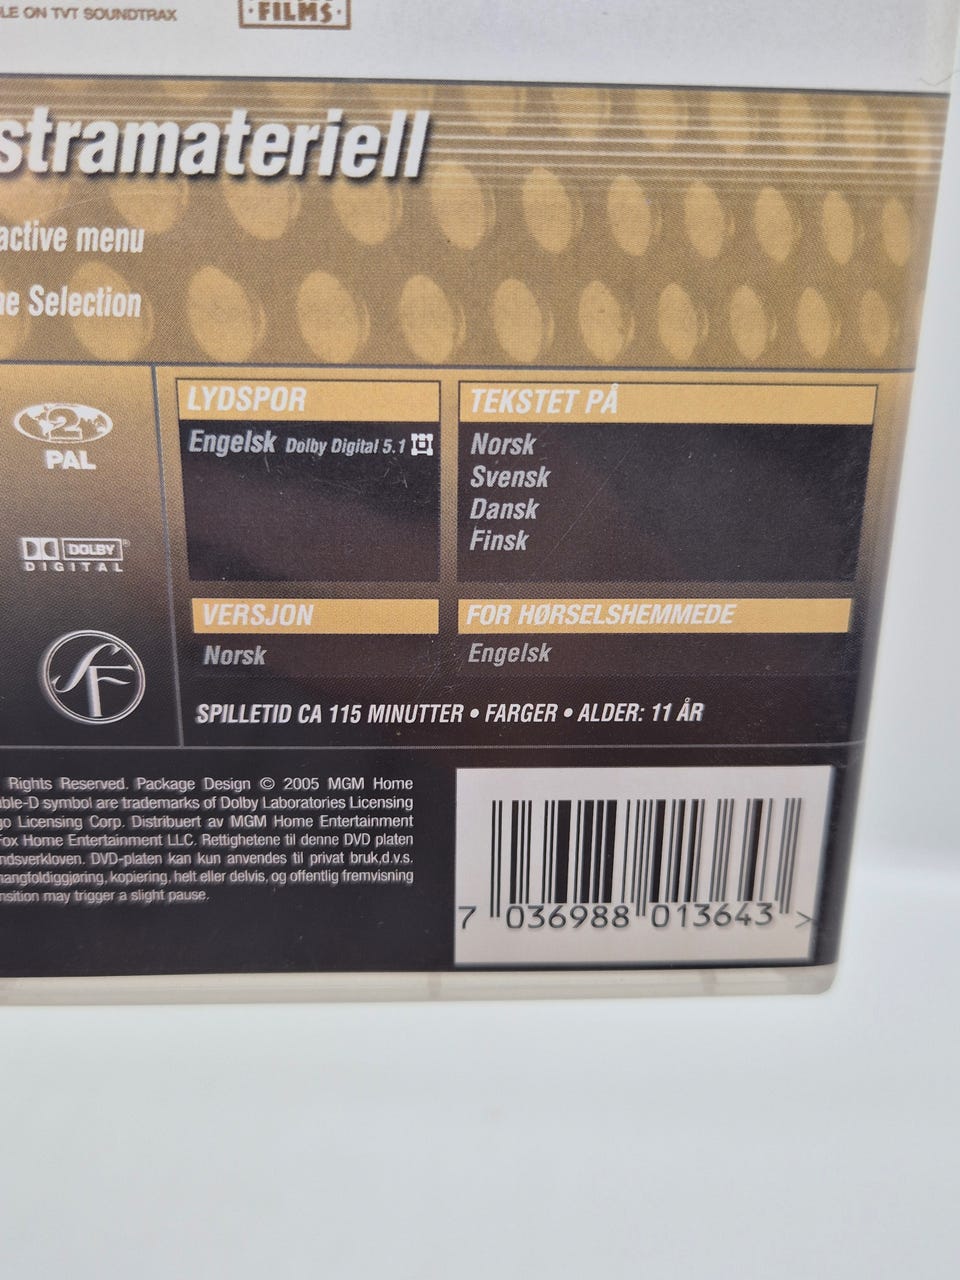 LE ON TVT SOUNDTRAX
FILMS
stramateriell
active menu
ne Selection
2
PAL
DOLBY
DIGITAL
SF
LYDSPOR
Engelsk Dolby Digital 5.1
TEKSTET PÅ
Norsk
Svensk
Dansk
Finsk
VERSJON
Norsk
FOR HØRSELSHEMMEDE
Engelsk
SPILLETID CA 115 MINUTTER • FARGER • ALDER: 11 ÅR
Rights Reserved. Package Design © 2005 MGM Home
ble-D symbol are trademarks of Dolby Laboratories Licensing
go Licensing Corp. Distribuert av MGM Home Entertainment
Fox Home Entertainment LLC. Rettighetene til denne DVD platen
ndsverkloven. DVD-platen kan kun anvendes til privat bruk,d.v.s.
nangfoldiggjøring, kopiering, helt eller delvis, og offentlig fremvisning
nsition may trigger a slight pause.
7 036988 013643 >